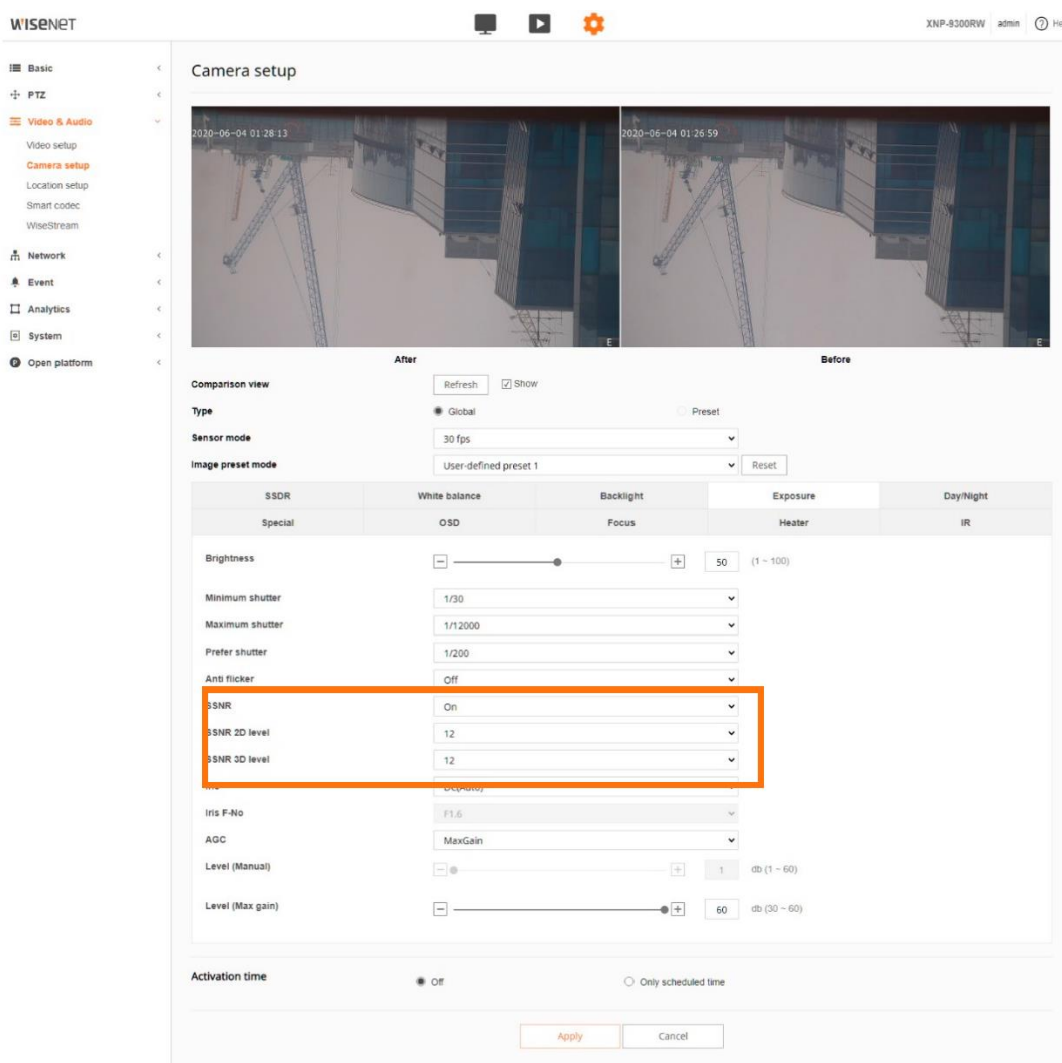 WISENET
XNP-9300RW admin ? He
Basic
PTZ
Video & Audio
Video setup
Camera setup
Location setup
Smart codec
WiseStream
Network
Event
Analytics
System
Open platform
Camera setup
2020-06-04 01:28:13
2020-06-04 01:26:59
E
E
After Before
Comparison view Refresh Show
Type Global Preset
Sensor mode 30 fps
Image preset mode User-defined preset 1 Reset
SSDR White balance Backlight Exposure Day/Night
Special OSD Focus Heater IR
Brightness 50 (1 ~ 100)
Minimum shutter 1/30
Maximum shutter 1/12000
Prefer shutter 1/200
Anti flicker Off
SSNR On
SSNR 2D level 12
SSNR 3D level 12
DC(Auto)
Iris F-No F1.6
AGC MaxGain
Level (Manual) 1 db (1 ~ 60)
Level (Max gain) 60 db (30 ~ 60)
Activation time Off Only scheduled time
Apply Cancel